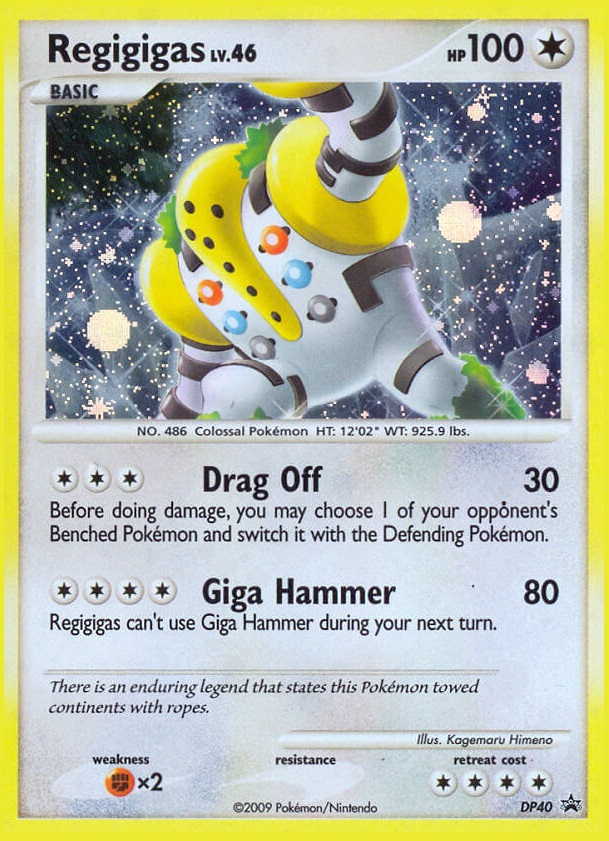 Regigigas LV.46 HP 100
BASIC
NO. 486 Colossal Pokémon HT: 12'02" WT: 925.9 lbs.
Drag Off 30
Before doing damage, you may choose 1 of your opponent's
Benched Pokémon and switch it with the Defending Pokémon.
Giga Hammer 80
Regigigas can't use Giga Hammer during your next turn.
There is an enduring legend that states this Pokémon towed
continents with ropes.
Illus. Kagemaru Himeno
weakness resistance retreat cost
×2
©2009 Pokémon/Nintendo DP40